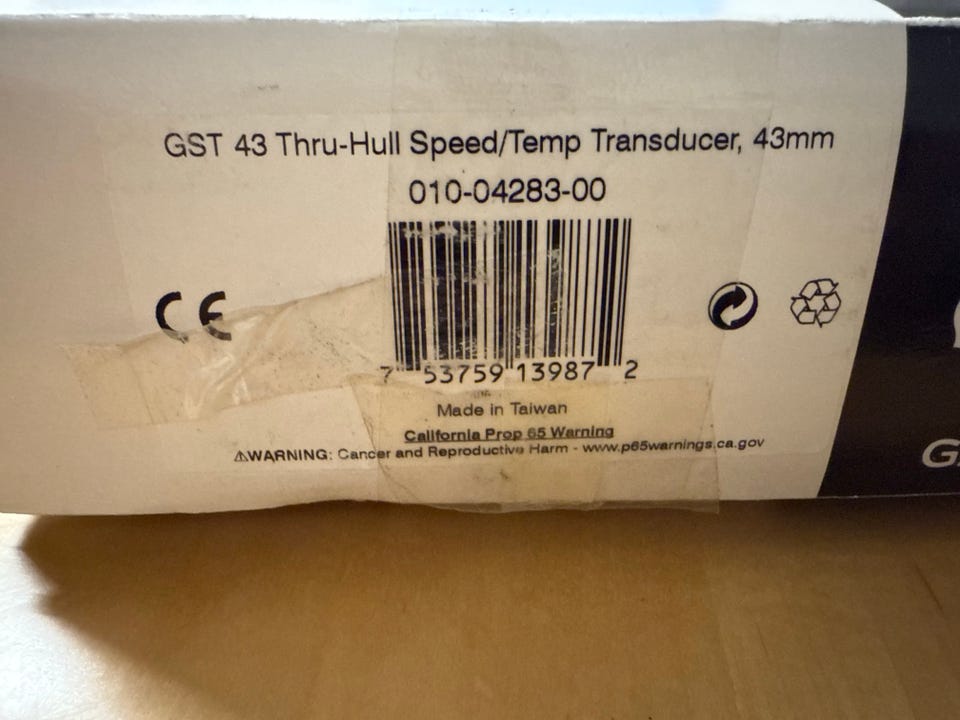 GST 43 Thru-Hull Speed/Temp Transducer, 43mm
010-04283-00
CE
7 53759 13987 2
Made in Taiwan
California Prop 65 Warning
⚠WARNING: Cancer and Reproductive Harm - www.p65warnings.ca.gov
G